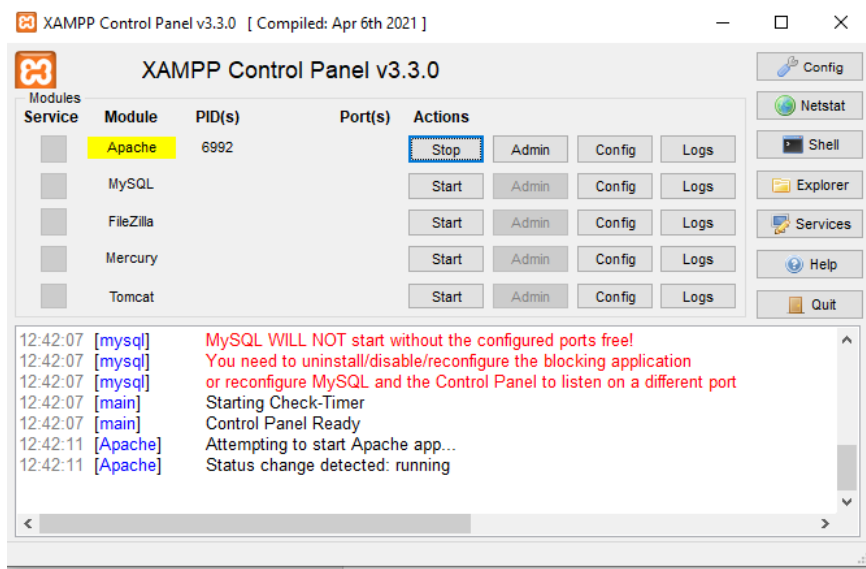 XAMPP Control Panel v3.3.0 [ Compiled: Apr 6th 2021 ]
XAMPP Control Panel v3.3.0
Config
Modules
Service Module PID(s) Port(s) Actions
Netstat
Apache 6992 Stop Admin Config Logs
Shell
MySQL Start Admin Config Logs
Explorer
FileZilla Start Admin Config Logs
Services
Mercury Start Admin Config Logs
Help
Tomcat Start Admin Config Logs
Quit
12:42:07 [mysql] MySQL WILL NOT start without the configured ports free!
12:42:07 [mysql] You need to uninstall/disable/reconfigure the blocking application
12:42:07 [mysql] or reconfigure MySQL and the Control Panel to listen on a different port
12:42:07 [main] Starting Check-Timer
12:42:07 [main] Control Panel Ready
12:42:11 [Apache] Attempting to start Apache app...
12:42:11 [Apache] Status change detected: running